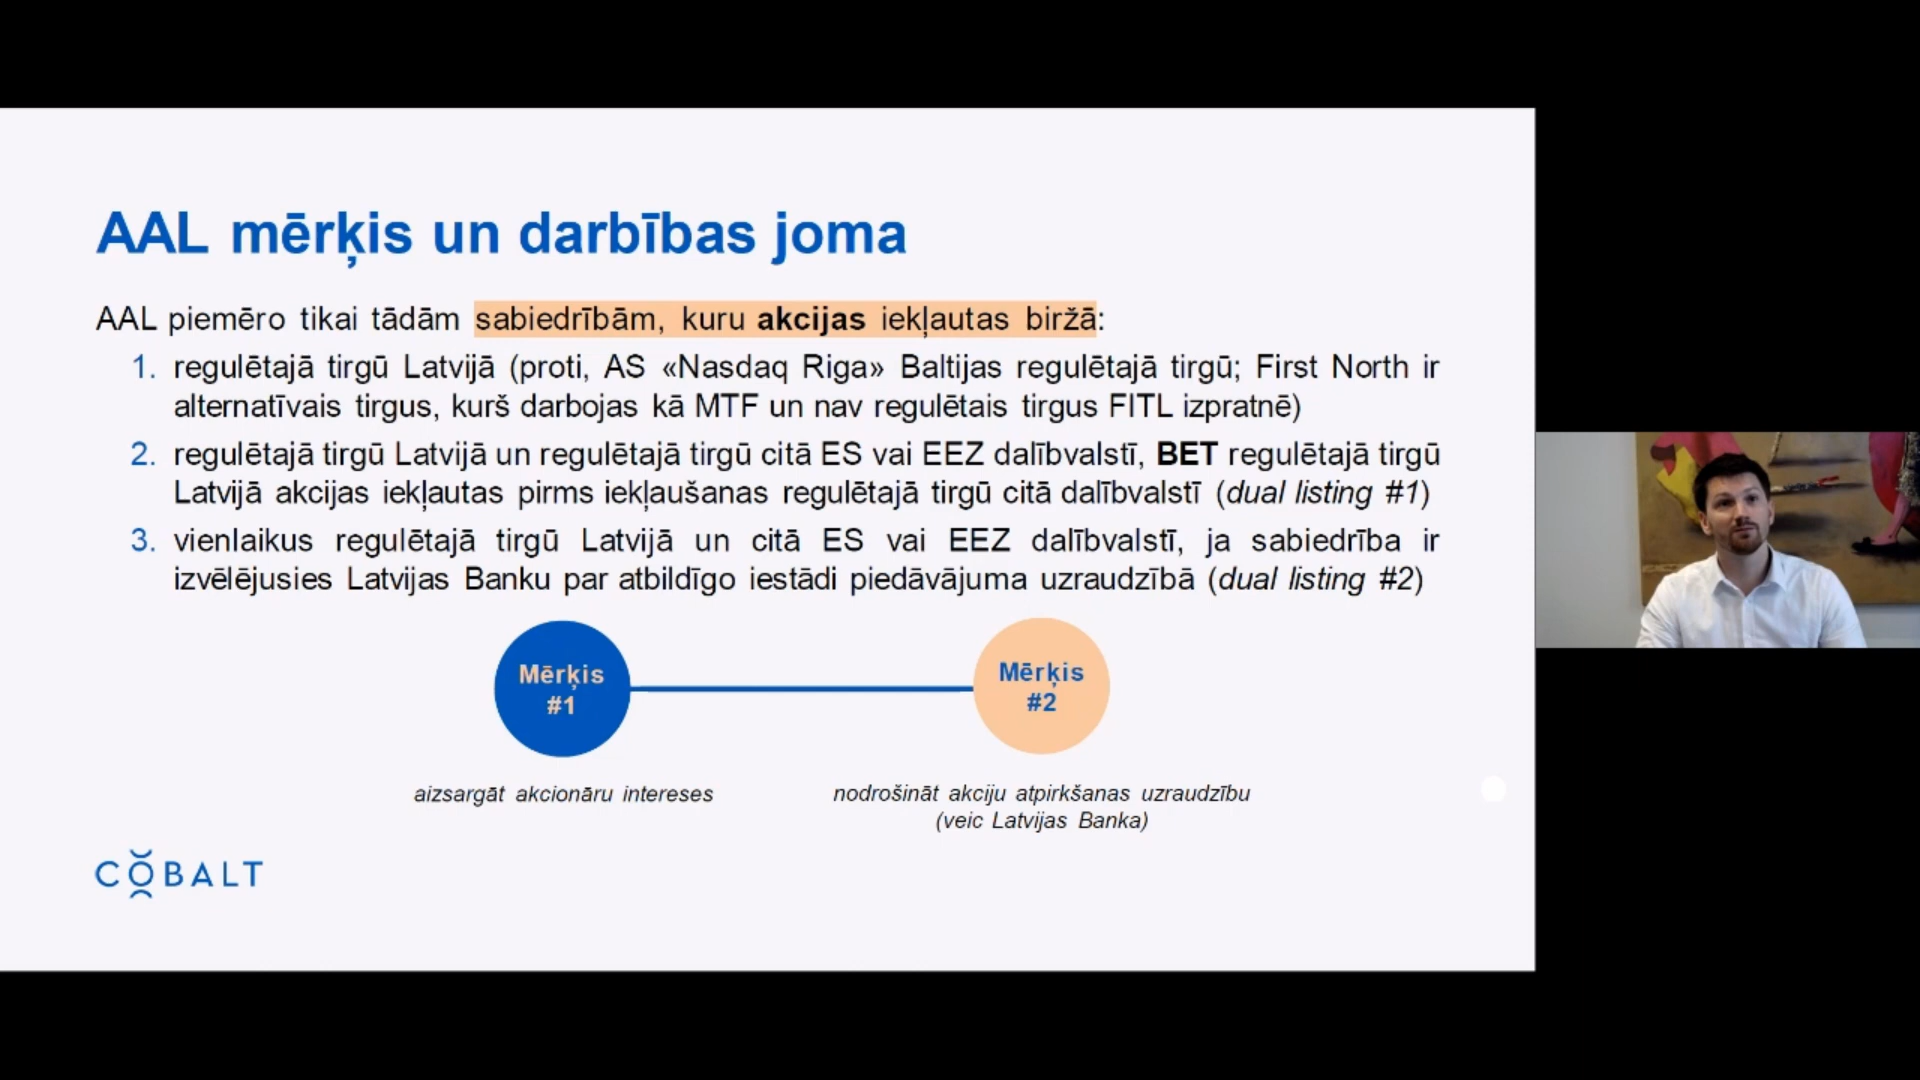 AAL mērķis un darbības joma
AAL piemēro tikai tādām sabiedrībām, kuru akcijas iekļautas biržā:
1. regulētajā tirgū Latvijā (proti, AS «Nasdaq Riga» Baltijas regulētajā tirgū; First North ir
alternatīvais tirgus, kurš darbojas kā MTF un nav regulētais tirgus FITL izpratnē)
2. regulētajā tirgū Latvijā un regulētajā tirgū citā ES vai EEZ dalībvalstī, BET regulētajā tirgū
Latvijā akcijas iekļautas pirms iekļaušanas regulētajā tirgū citā dalībvalstī (dual listing #1)
3. vienlaikus regulētajā tirgū Latvijā un citā ES vai EEZ dalībvalstī, ja sabiedrība ir
izvēlējusies Latvijas Banku par atbildīgo iestādi piedāvājuma uzraudzībā (dual listing #2)
Mērķis
#1
Mērķis
#2
aizsargāt akcionāru intereses
nodrošināt akciju atpirkšanas uzraudzību
(veic Latvijas Banka)
COBALT